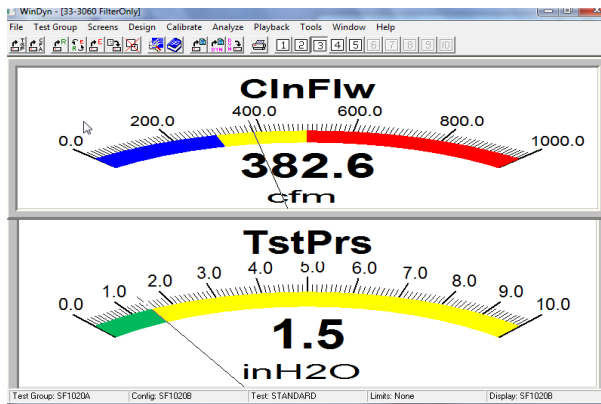 WinDyn - [33-3060 FilterOnly]
File Test Group Screens Design Calibrate Analyze Playback Tools Window Help
1 2 3 4 5 6 7 8 9 10
ClnFlw
0.0 200.0 400.0 600.0 800.0 1000.0
382.6
cfm
TstPrs
0.0 1.0 2.0 3.0 4.0 5.0 6.0 7.0 8.0 9.0 10.0
1.5
inH2O
Test Group: SF1020A Config: SF1020B Test: STANDARD Limits: None Display: SF1020B